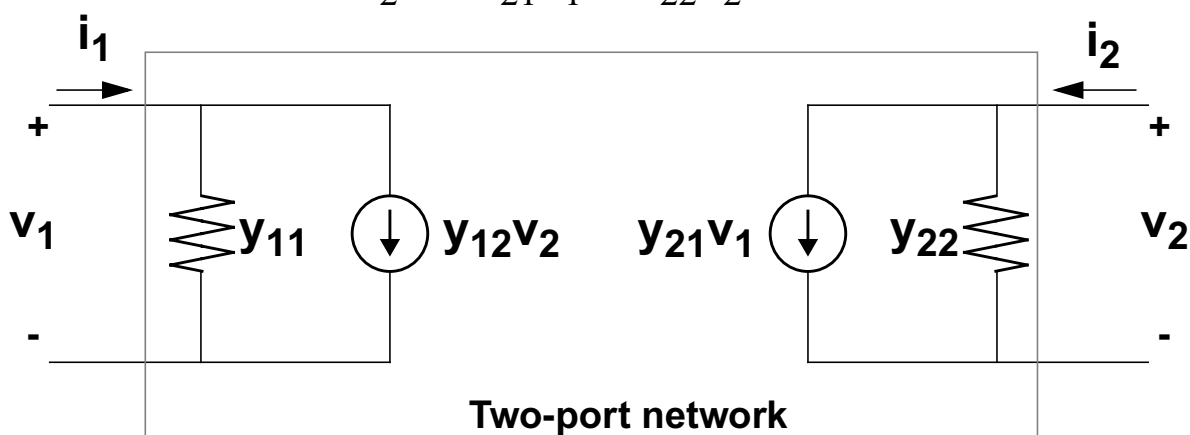 i1 i2
+ +
v1 y11 y12v2 y21v1 y22 v2
- -
Two-port network